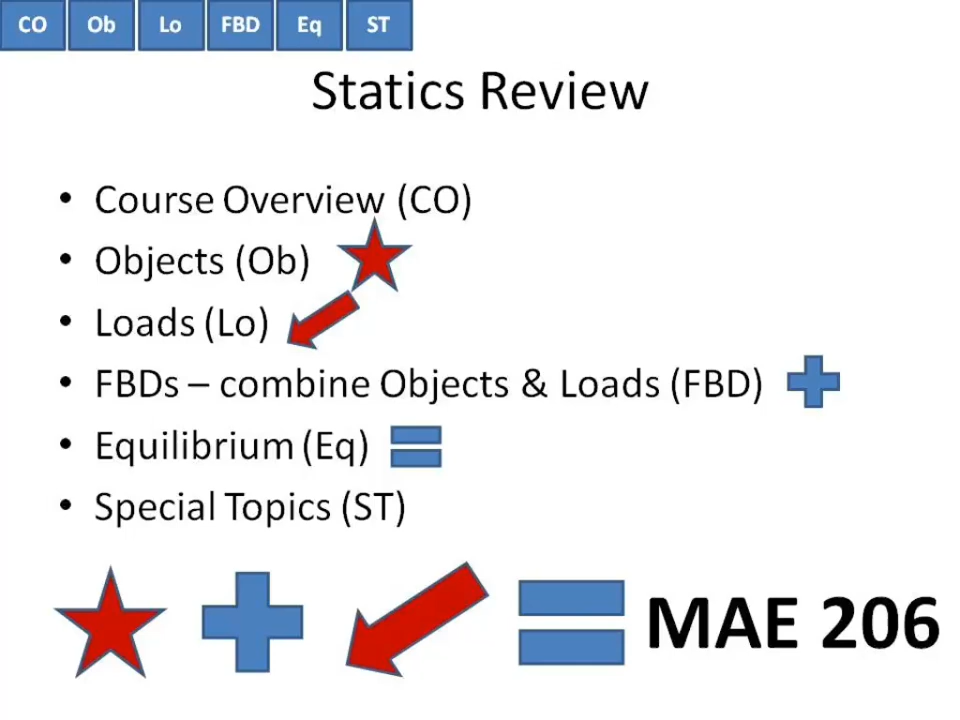 CO Ob Lo FBD Eq ST
Statics Review
• Course Overview (CO)
• Objects (Ob)
• Loads (Lo)
• FBDs – combine Objects & Loads (FBD)
• Equilibrium (Eq)
• Special Topics (ST)
MAE 206